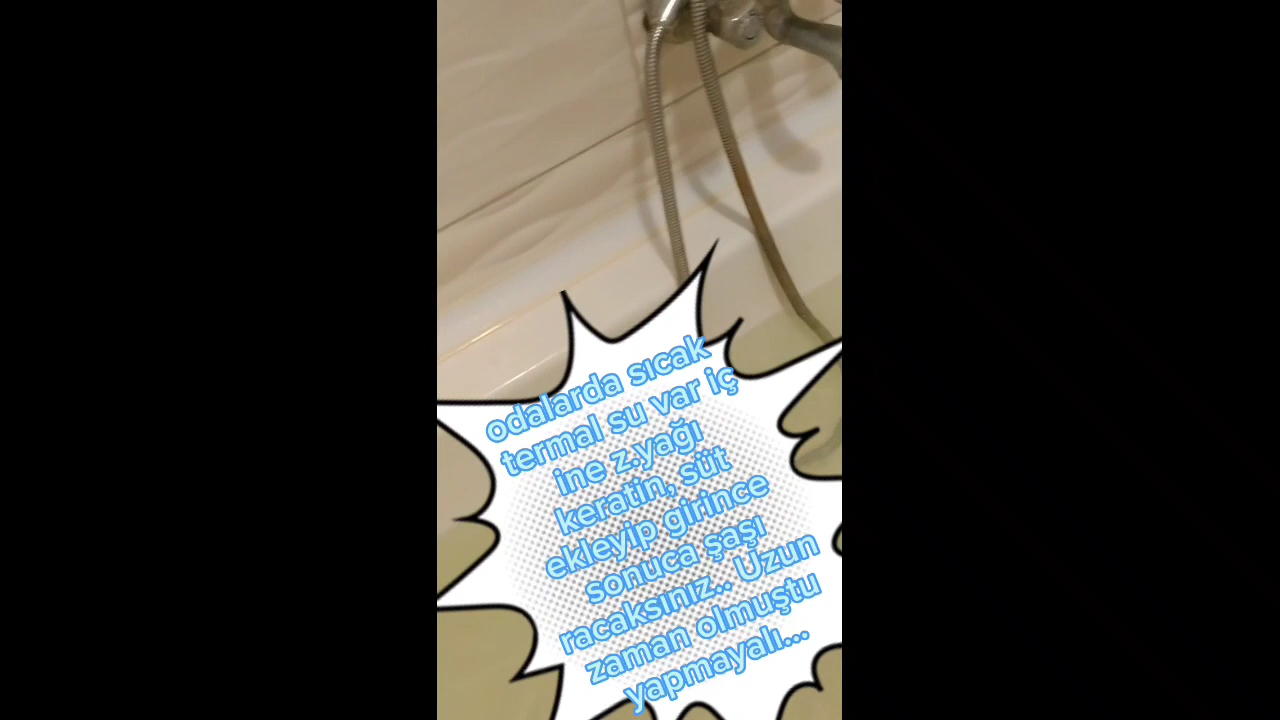 odalarda sıcak
termal su var iç
ine z.yağı
keratin, süt
ekleyip girince
sonuca şaşı
racaksınız.. Uzun
zaman olmuştu
yapmayalı...